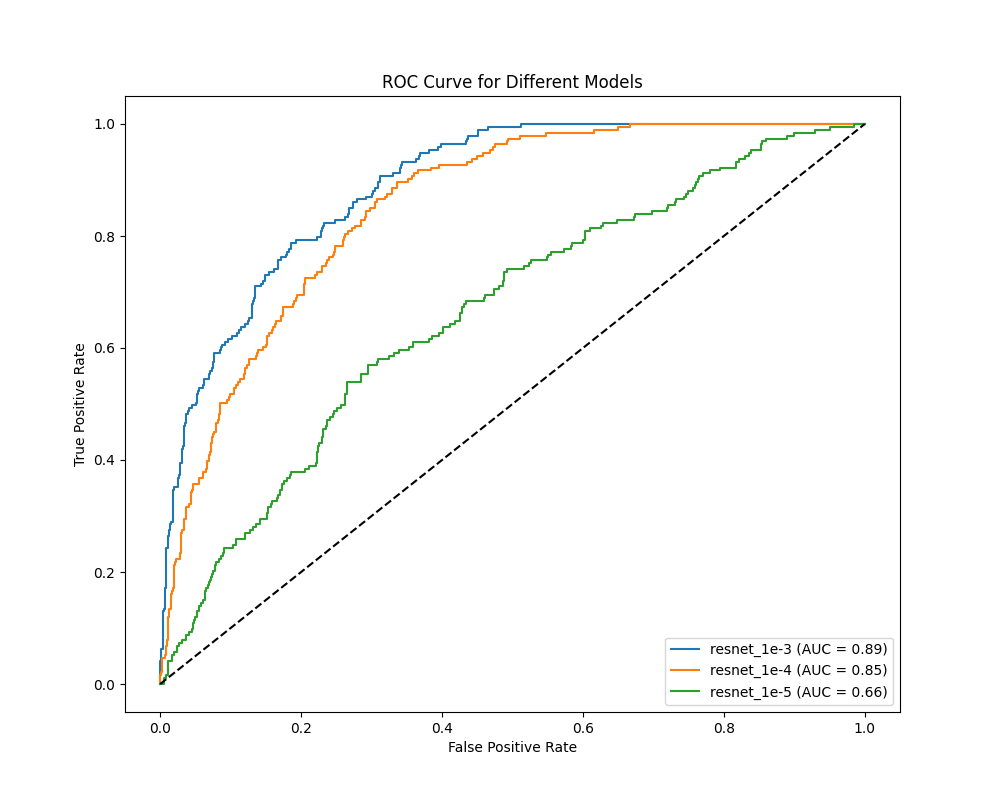 ROC Curve for Different Models
True Positive Rate
1.0
0.8
0.6
0.4
0.2
0.0
0.0 0.2 0.4 0.6 0.8 1.0
False Positive Rate
resnet_1e-3 (AUC = 0.89)
resnet_1e-4 (AUC = 0.85)
resnet_1e-5 (AUC = 0.66)